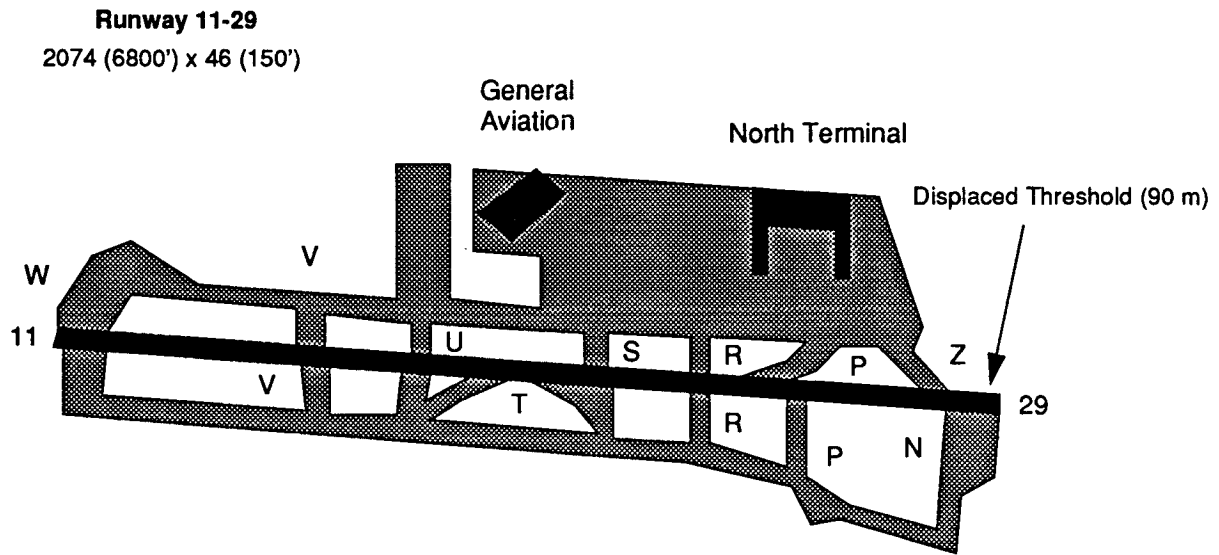 Runway 11-29
2074 (6800') x 46 (150')
General
Aviation
North Terminal
Displaced Threshold (90 m)
V
W
11
U
S
R
P
Z
V
T
R
29
P
N